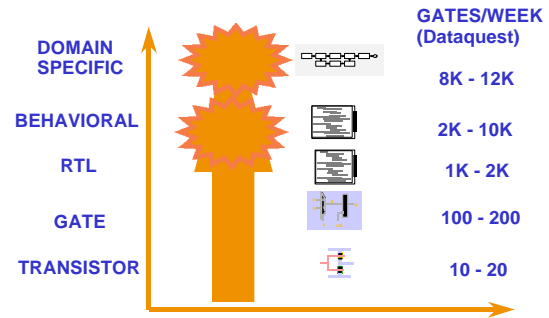 GATES/WEEK
(Dataquest)
DOMAIN
SPECIFIC
8K - 12K
BEHAVIORAL
2K - 10K
RTL
1K - 2K
GATE
100 - 200
TRANSISTOR
10 - 20